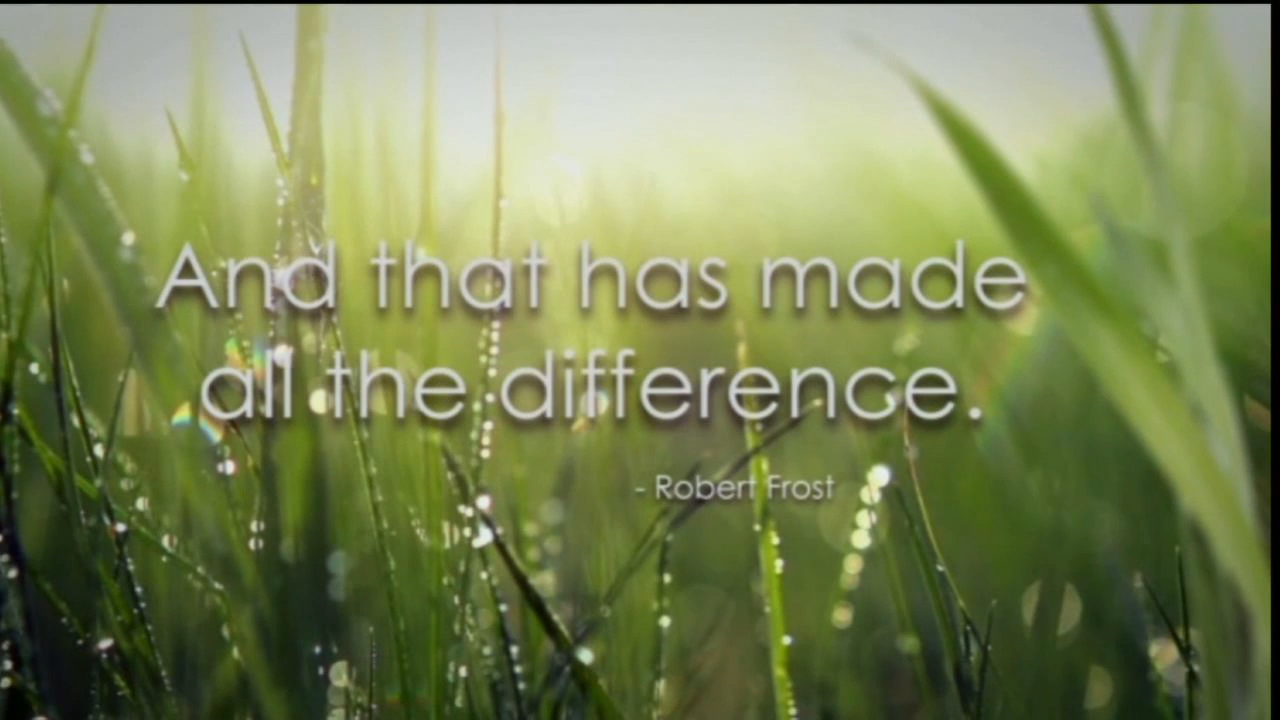 And that has made
all the difference.
- Robert Frost